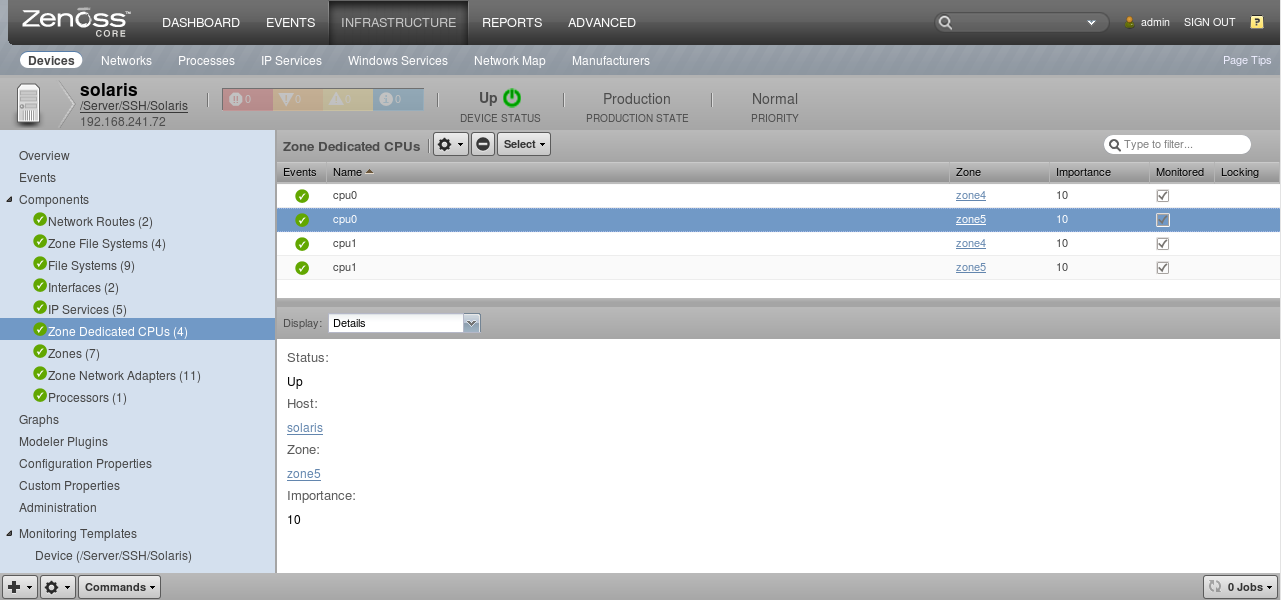 Zenoss CORE DASHBOARD EVENTS INFRASTRUCTURE REPORTS ADVANCED admin SIGN OUT ?
Devices Networks Processes IP Services Windows Services Network Map Manufacturers Page Tips
solaris
/Server/SSH/Solaris
192.168.241.72
0 0 0 0
Up
DEVICE STATUS
Production
PRODUCTION STATE
Normal
PRIORITY
Overview
Events
Components
Network Routes (2)
Zone File Systems (4)
File Systems (9)
Interfaces (2)
IP Services (5)
Zone Dedicated CPUs (4)
Zones (7)
Zone Network Adapters (11)
Processors (1)
Graphs
Modeler Plugins
Configuration Properties
Custom Properties
Administration
Monitoring Templates
Device (/Server/SSH/Solaris)
Zone Dedicated CPUs Select Type to filter...
Events Name Zone Importance Monitored Locking
cpu0 zone4 10
cpu0 zone5 10
cpu1 zone4 10
cpu1 zone5 10
Display: Details
Status:
Up
Host:
solaris
Zone:
zone5
Importance:
10
Commands 0 Jobs